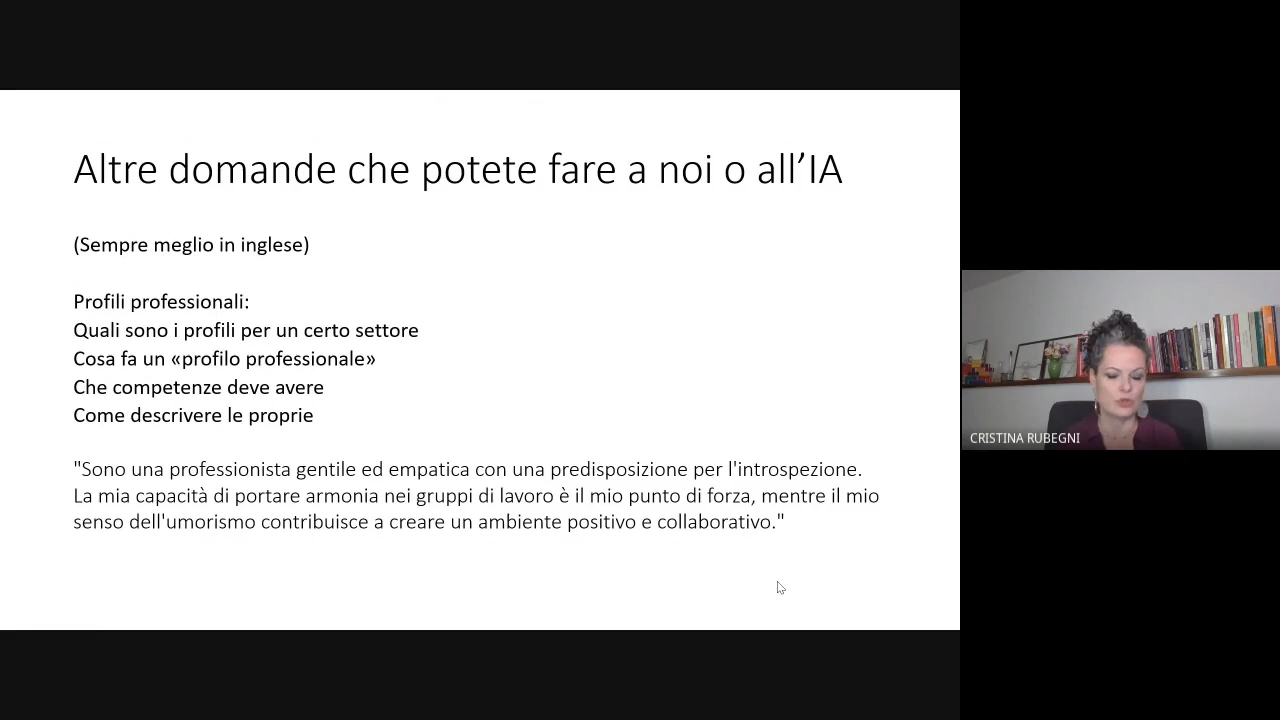 Altre domande che potete fare a noi o all’IA
(Sempre meglio in inglese)
Profili professionali:
Quali sono i profili per un certo settore
Cosa fa un «profilo professionale»
Che competenze deve avere
Come descrivere le proprie
"Sono una professionista gentile ed empatica con una predisposizione per l'introspezione.
La mia capacità di portare armonia nei gruppi di lavoro è il mio punto di forza, mentre il mio
senso dell'umorismo contribuisce a creare un ambiente positivo e collaborativo."
CRISTINA RUBEGNI